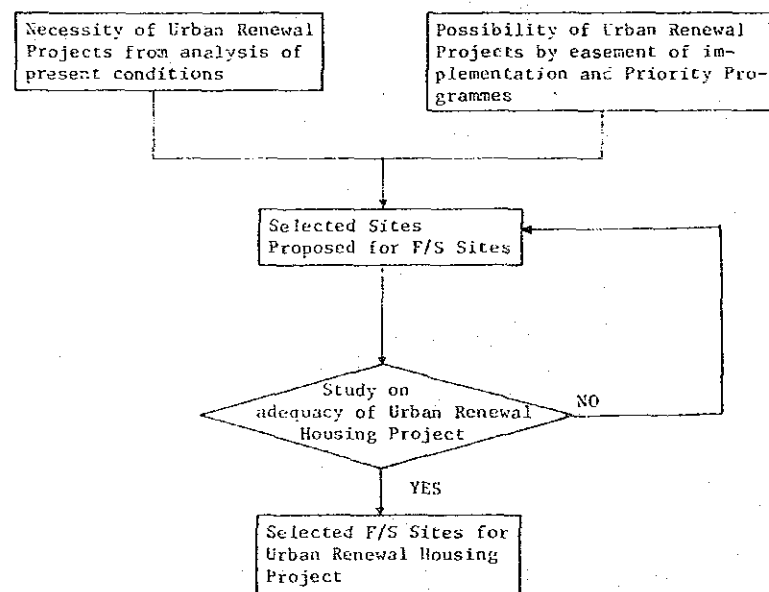 Necessity of Urban Renewal
Projects from analysis of
present conditions
Possibility of Urban Renewal
Projects by easement of im-
plementation and Priority Pro-
grammes
Selected Sites
Proposed for F/S Sites
Study on
adequacy of Urban Renewal
Housing Project
NO
YES
Selected F/S Sites for
Urban Renewal Housing
Project